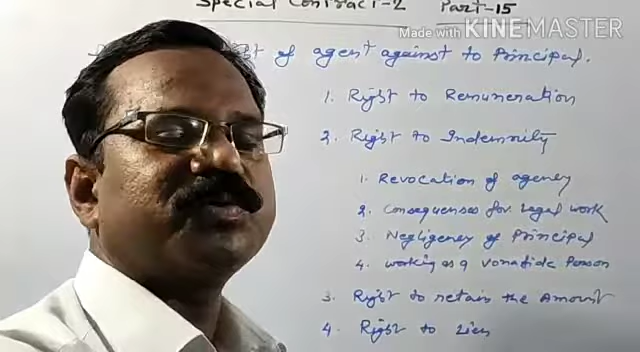 Special Contract-2 Part-15
Made with KINEMASTER
of agent against to Principal.
1. Right to Remuneration
2. Right to Indemnity
1. Revocation of agency
2. Consequences for legal work
3. Negligency of Principal
4. Working as a vonafide Person
3. Right to retain the Amount
4. Right to Lien